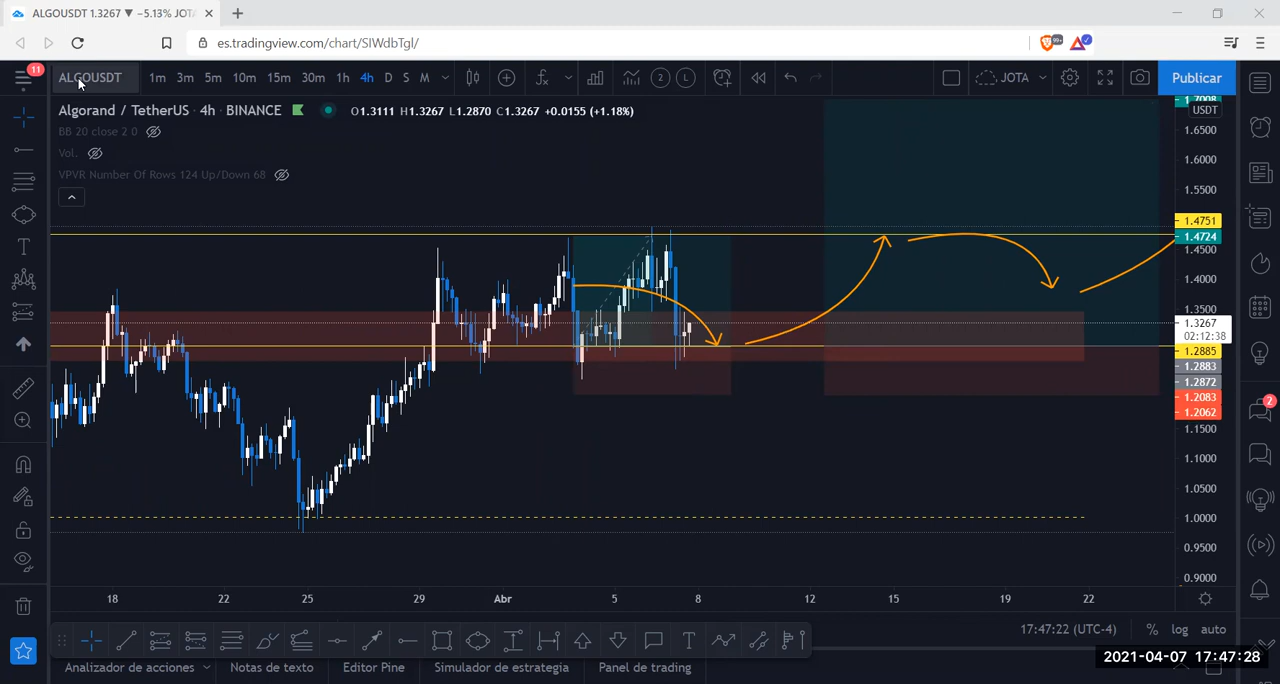 ALGOUSDT 1.3267 ▼ −5.13% JOTA
es.tradingview.com/chart/SIWdbTgl/
99+
11
ALGOUSDT 1m 3m 5m 10m 15m 30m 1h 4h D S M
2 L
JOTA
Publicar
Algorand / TetherUS · 4h · BINANCE O1.3111 H1.3267 L1.2870 C1.3267 +0.0155 (+1.18%)
BB 20 close 2 0
Vol.
VPVR Number Of Rows 124 Up/Down 68
1.7008
USDT
1.6500
1.6000
1.5500
1.4751
1.4724
1.4500
1.4000
1.3500
1.3267
02:12:38
1.2885
1.2883
1.2872
1.2083
1.2062
1.1500
1.1000
1.0500
1.0000
0.9500
0.9000
2
18 22 25 29 Abr 5 8 12 15 19 22
17:47:22 (UTC-4) % log auto
T
Analizador de acciones Notas de texto Editor Pine Simulador de estrategia Panel de trading
2021-04-07 17:47:28